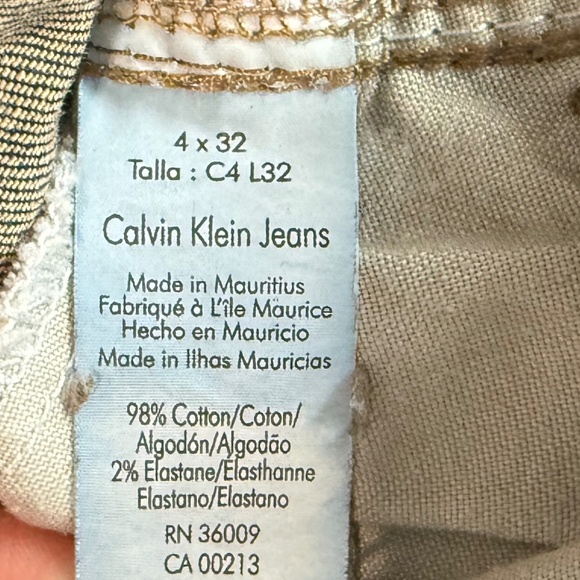 4 x 32
Talla : C4 L32
Calvin Klein Jeans
Made in Mauritius
Fabriqué à L'île Maurice
Hecho en Mauricio
Made in Ilhas Mauricias
98% Cotton/Coton/
Algodón/Algodão
2% Elastane/Élasthanne
Elastano/Elastano
RN 36009
CA 00213